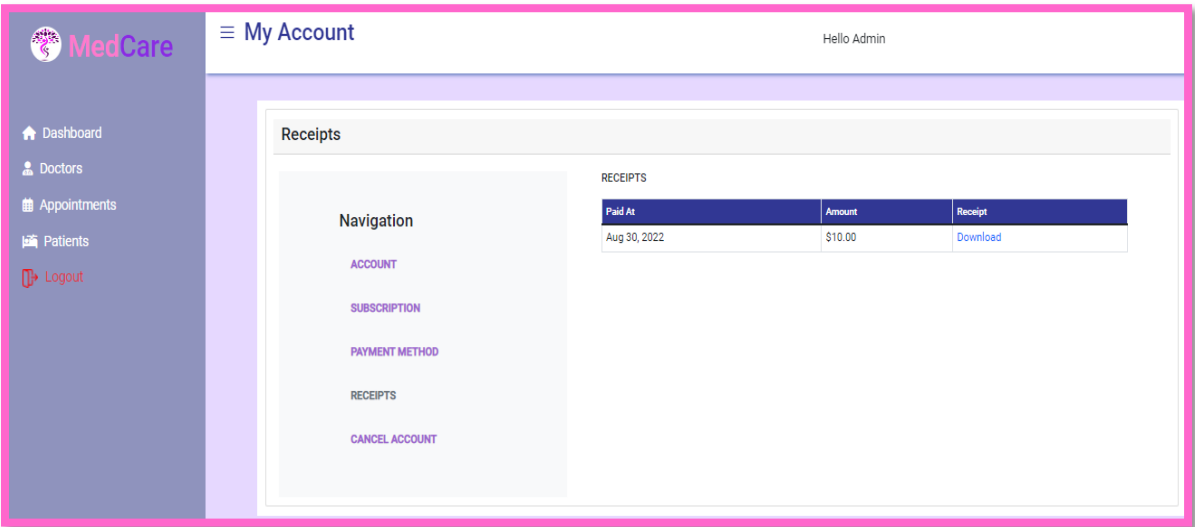 MedCare
My Account
Hello Admin
Dashboard
Doctors
Appointments
Patients
Logout
Receipts
Navigation
ACCOUNT
SUBSCRIPTION
PAYMENT METHOD
RECEIPTS
CANCEL ACCOUNT
RECEIPTS
Paid At Amount Receipt
Aug 30, 2022 $10.00 Download